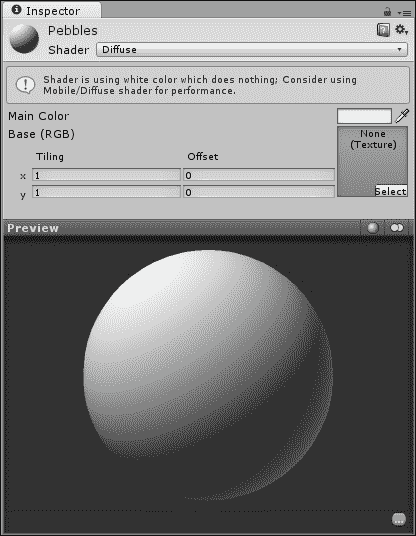 Inspector
Pebbles
Shader Diffuse
Shader is using white color which does nothing; Consider using
Mobile/Diffuse shader for performance.
Main Color
Base (RGB)
None
(Texture)
Tiling Offset
x 1 0
y 1 0
Select
Preview